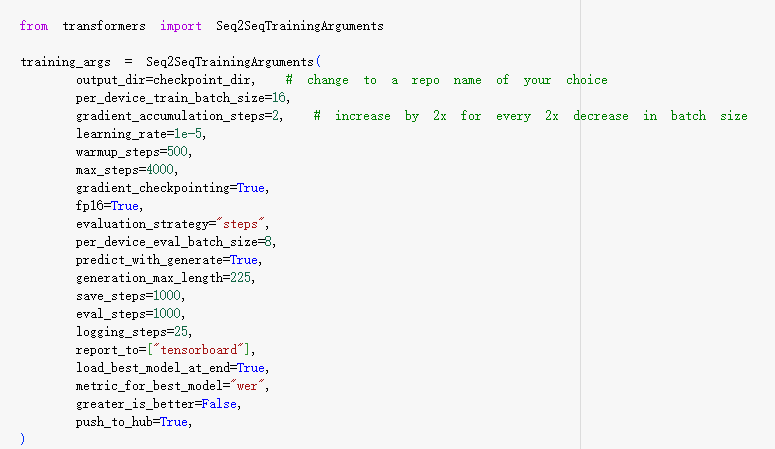 from transformers import Seq2SeqTrainingArguments
training_args = Seq2SeqTrainingArguments(
output_dir=checkpoint_dir, # change to a repo name of your choice
per_device_train_batch_size=16,
gradient_accumulation_steps=2, # increase by 2x for every 2x decrease in batch size
learning_rate=1e-5,
warmup_steps=500,
max_steps=4000,
gradient_checkpointing=True,
fp16=True,
evaluation_strategy="steps",
per_device_eval_batch_size=8,
predict_with_generate=True,
generation_max_length=225,
save_steps=1000,
eval_steps=1000,
logging_steps=25,
report_to=["tensorboard"],
load_best_model_at_end=True,
metric_for_best_model="wer",
greater_is_better=False,
push_to_hub=True,
)